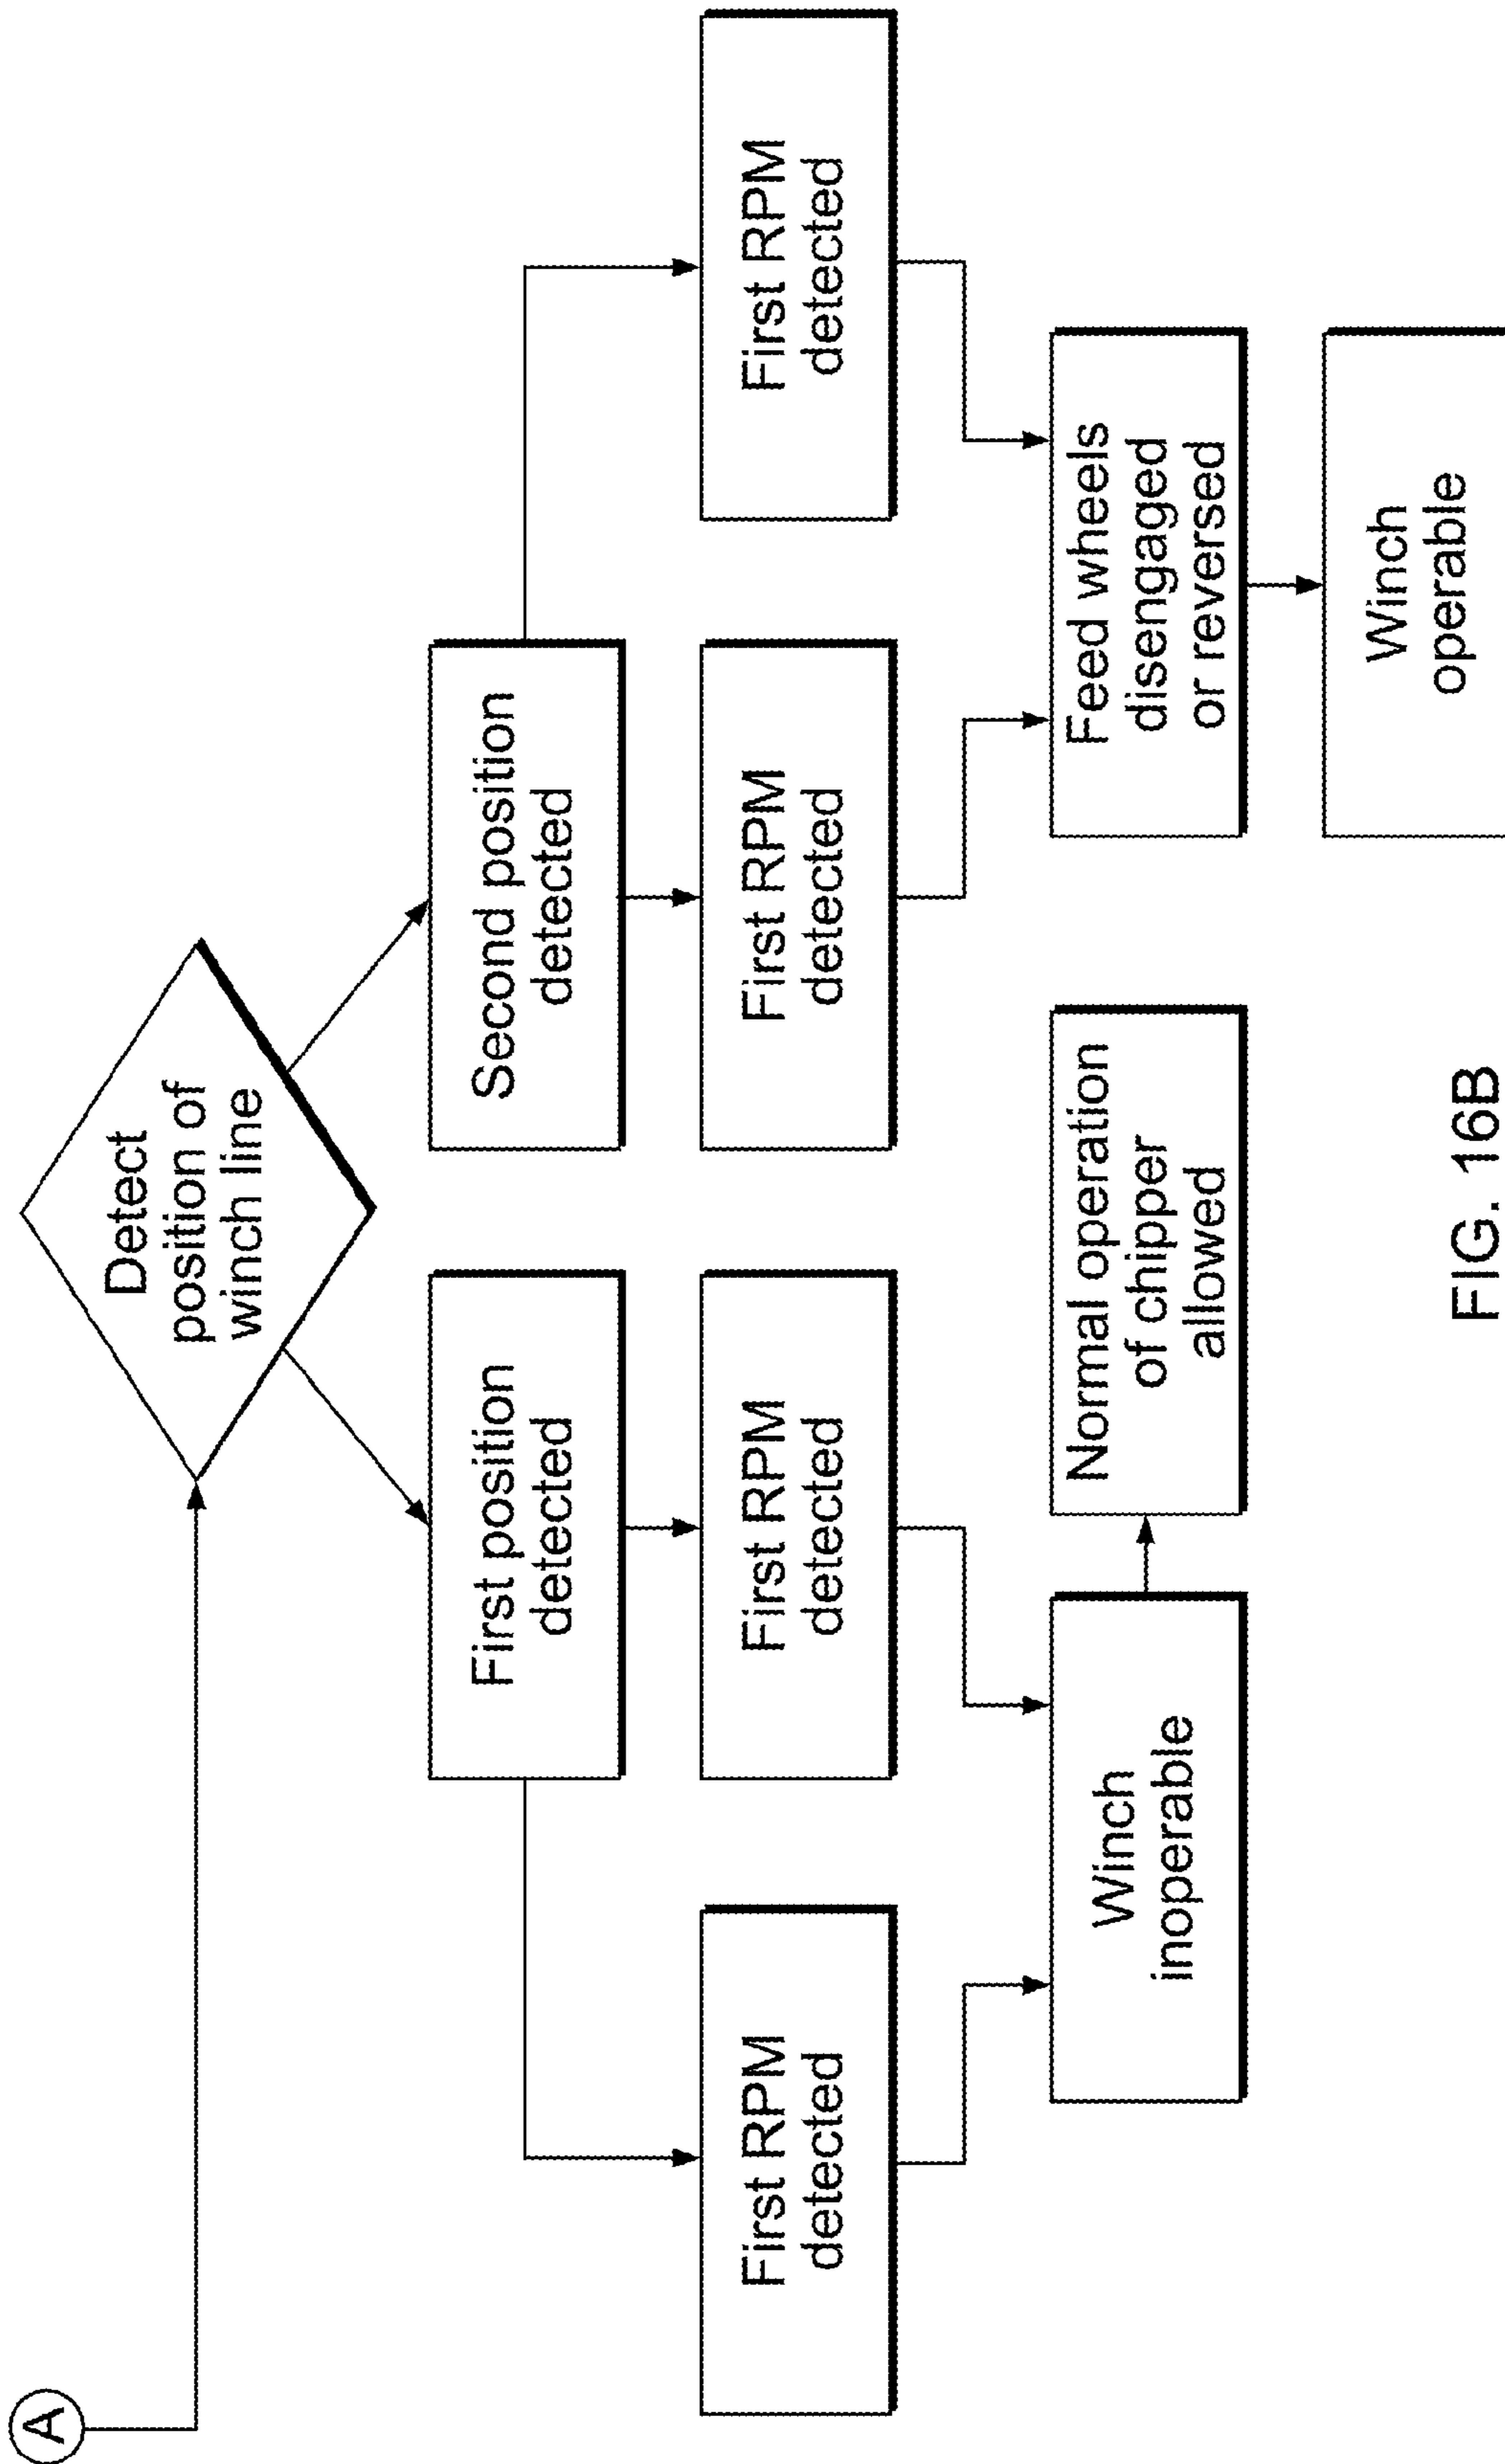 A
Detect
position of
winch line
First position
detected
Second position
detected
First RPM
detected
First RPM
detected
First RPM
detected
First RPM
detected
Winch
inoperable
Normal operation
of chipper
allowed
Feed wheels
disengaged
or reversed
Winch
operable
FIG. 16B